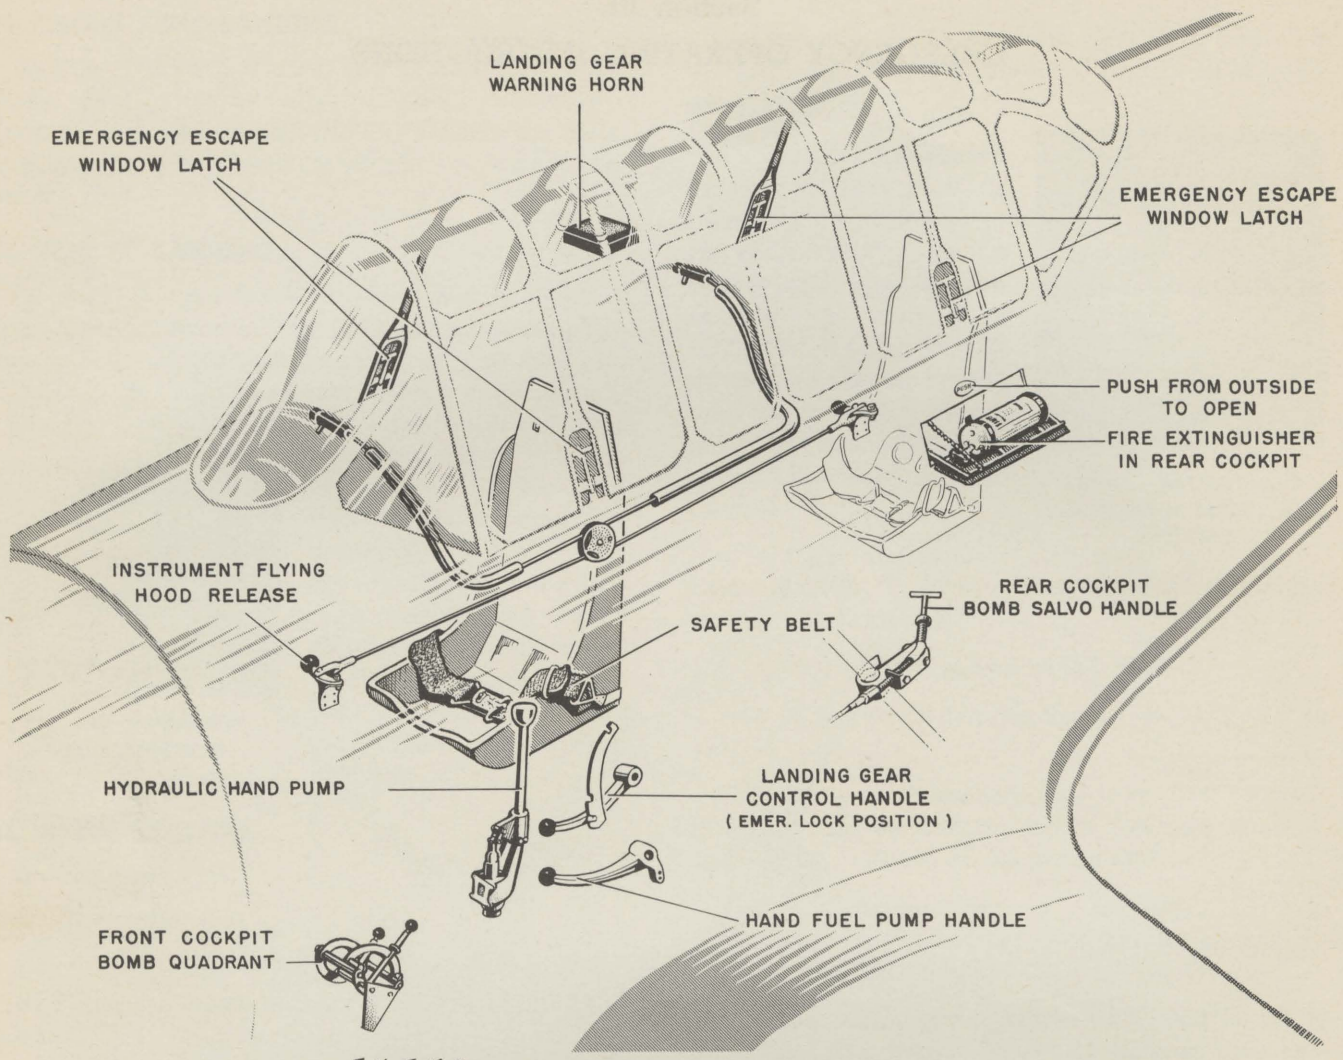 LANDING GEAR
WARNING HORN
EMERGENCY ESCAPE
WINDOW LATCH
EMERGENCY ESCAPE
WINDOW LATCH
PUSH
PUSH FROM OUTSIDE
TO OPEN
FIRE EXTINGUISHER
IN REAR COCKPIT
INSTRUMENT FLYING
HOOD RELEASE
REAR COCKPIT
BOMB SALVO HANDLE
SAFETY BELT
HYDRAULIC HAND PUMP
LANDING GEAR
CONTROL HANDLE
( EMER. LOCK POSITION )
HAND FUEL PUMP HANDLE
FRONT COCKPIT
BOMB QUADRANT